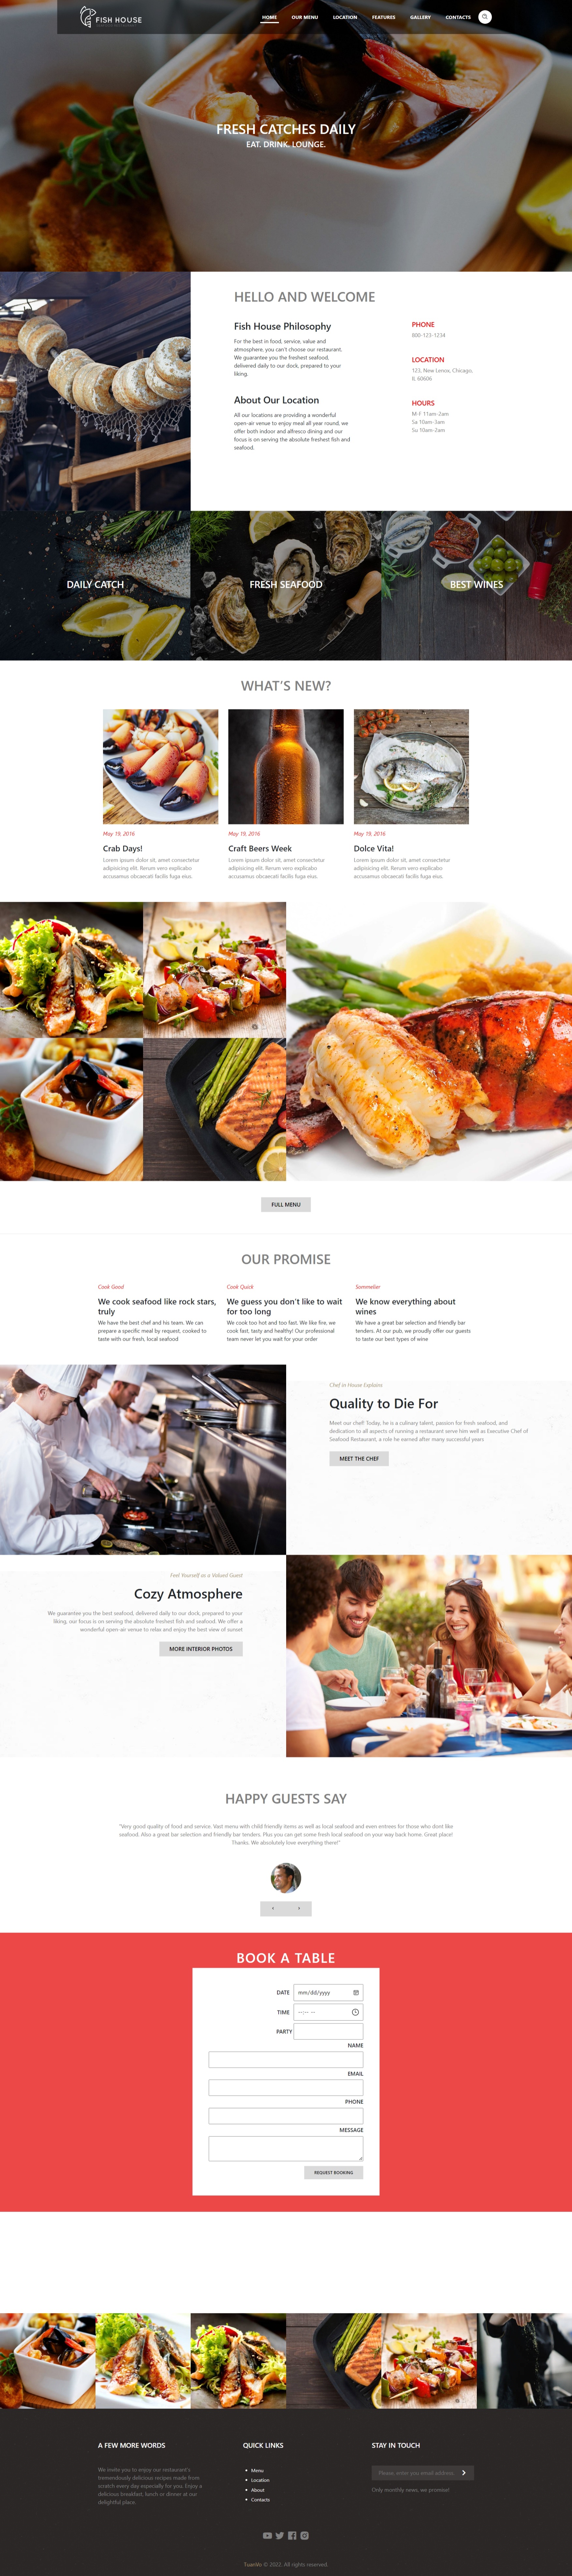 FISH HOUSE
HOME OUR MENU LOCATION FEATURES GALLERY CONTACTS
FRESH CATCHES DAILY
EAT. DRINK. LOUNGE.
HELLO AND WELCOME
Fish House Philosophy
For the best in food, service, value and
atmosphere, you can't choose our restaurant.
We guarantee you the freshest seafood,
delivered daily to our dock, prepared to your
liking.
About Our Location
All our locations are providing a wonderful
open-air venue to enjoy meal all year round, we
offer both indoor and alfresco dining and our
focus is on serving the absolute freshest fish and
seafood.
PHONE
800-123-1234
LOCATION
123, New Lenox, Chicago,
IL 60606
HOURS
M-F 11am-2am
Sa 10am-3am
Su 10am-2am
DAILY CATCH
FRESH SEAFOOD
BEST WINES
WHAT'S NEW?
May 19, 2016
Crab Days!
Lorem ipsum dolor sit, amet consectetur
adipisicing elit. Rerum vero explicabo
accusamus obcaecati facilis fuga eius.
May 19, 2016
Craft Beers Week
Lorem ipsum dolor sit, amet consectetur
adipisicing elit. Rerum vero explicabo
accusamus obcaecati facilis fuga eius.
May 19, 2016
Dolce Vita!
Lorem ipsum dolor sit, amet consectetur
adipisicing elit. Rerum vero explicabo
accusamus obcaecati facilis fuga eius.
FULL MENU
OUR PROMISE
Cook Good
We cook seafood like rock stars,
truly
We have the best chef and his team. We can
prepare a specific meal by request, cooked to
taste with our fresh, local seafood
Cook Quick
We guess you don't like to wait
for too long
We cook too hot and too fast. We like fire, we
cook fast, tasty and healthy! Our professional
team never let you wait for your order
Sommelier
We know everything about
wines
We have a great bar selection and friendly bar
tenders. At our pub, we proudly offer our guests
to taste our best types of wine
Chef in House Explains
Quality to Die For
Meet our chef! Today, he is a culinary talent, passion for fresh seafood, and
dedication to all aspects of running a restaurant serve him well as Executive Chef of
Seafood Restaurant, a role he earned after many successful years
MEET THE CHEF
Feel Yourself as a Valued Guest
Cozy Atmosphere
We guarantee you the best seafood, delivered daily to our dock, prepared to your
liking, our focus is on serving the absolute freshest fish and seafood. We offer a
wonderful open-air venue to relax and enjoy the best view of sunset
MORE INTERIOR PHOTOS
HAPPY GUESTS SAY
"Very good quality of food and service. Vast menu with child friendly items as well as local seafood and even entrees for those who dont like
seafood. Also a great bar selection and friendly bar tenders. Plus you can get some fresh local seafood on your way back home. Great place!
Thanks. We absolutely love everything there!"
BOOK A TABLE
DATE mm/dd/yyyy
TIME --:-- --
PARTY
NAME
EMAIL
PHONE
MESSAGE
REQUEST BOOKING
A FEW MORE WORDS
We invite you to enjoy our restaurant's
tremendously delicious recipes made from
scratch every day especially for you. Enjoy a
delicious breakfast, lunch or dinner at our
delightful place.
QUICK LINKS
Menu
Location
About
Contacts
STAY IN TOUCH
Please, enter you email address
Only monthly news, we promise!
TuanVo © 2022. All rights reserved.